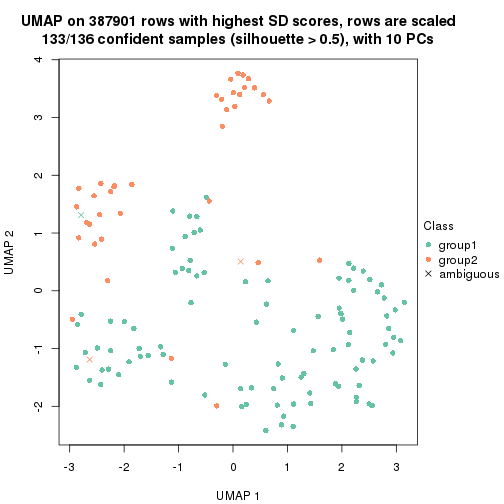 UMAP on 387901 rows with highest SD scores, rows are scaled
133/136 confident samples (silhouette > 0.5), with 10 PCs
4
3
2
1
0
-1
-2
UMAP 2
-3
-2
-1
0
1
2
3
UMAP 1
Class
group1
group2
ambiguous